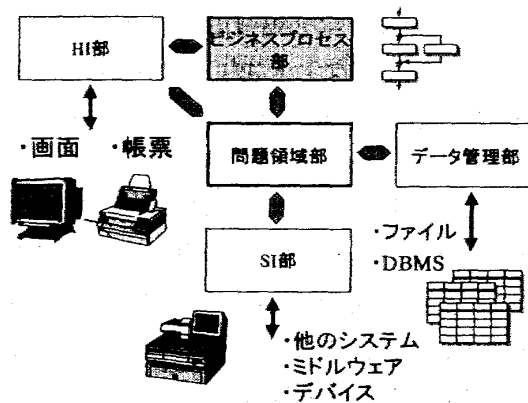 HI部
ビジネスプロセス
部
・画面 ・帳票
問題領域部
データ管理部
SI部
・ファイル
・DBMS
・他のシステム
・ミドルウェア
・デバイス